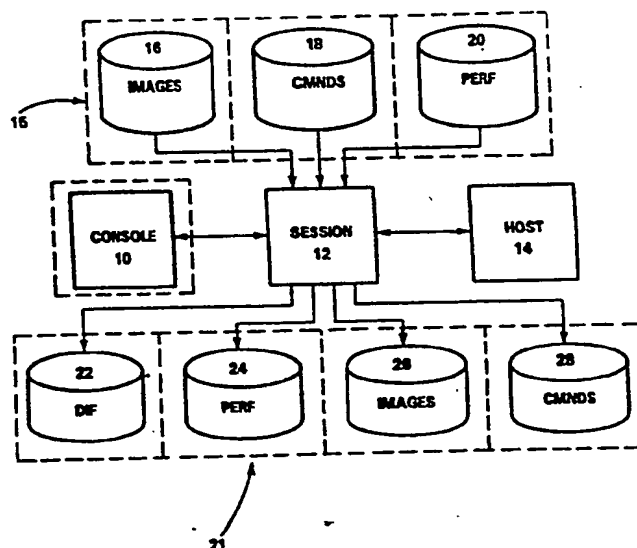 16
IMAGES
18
CMNDS
20
PERF
15
CONSOLE
10
SESSION
12
HOST
14
22
DIF
24
PERF
26
IMAGES
28
CMNDS
21